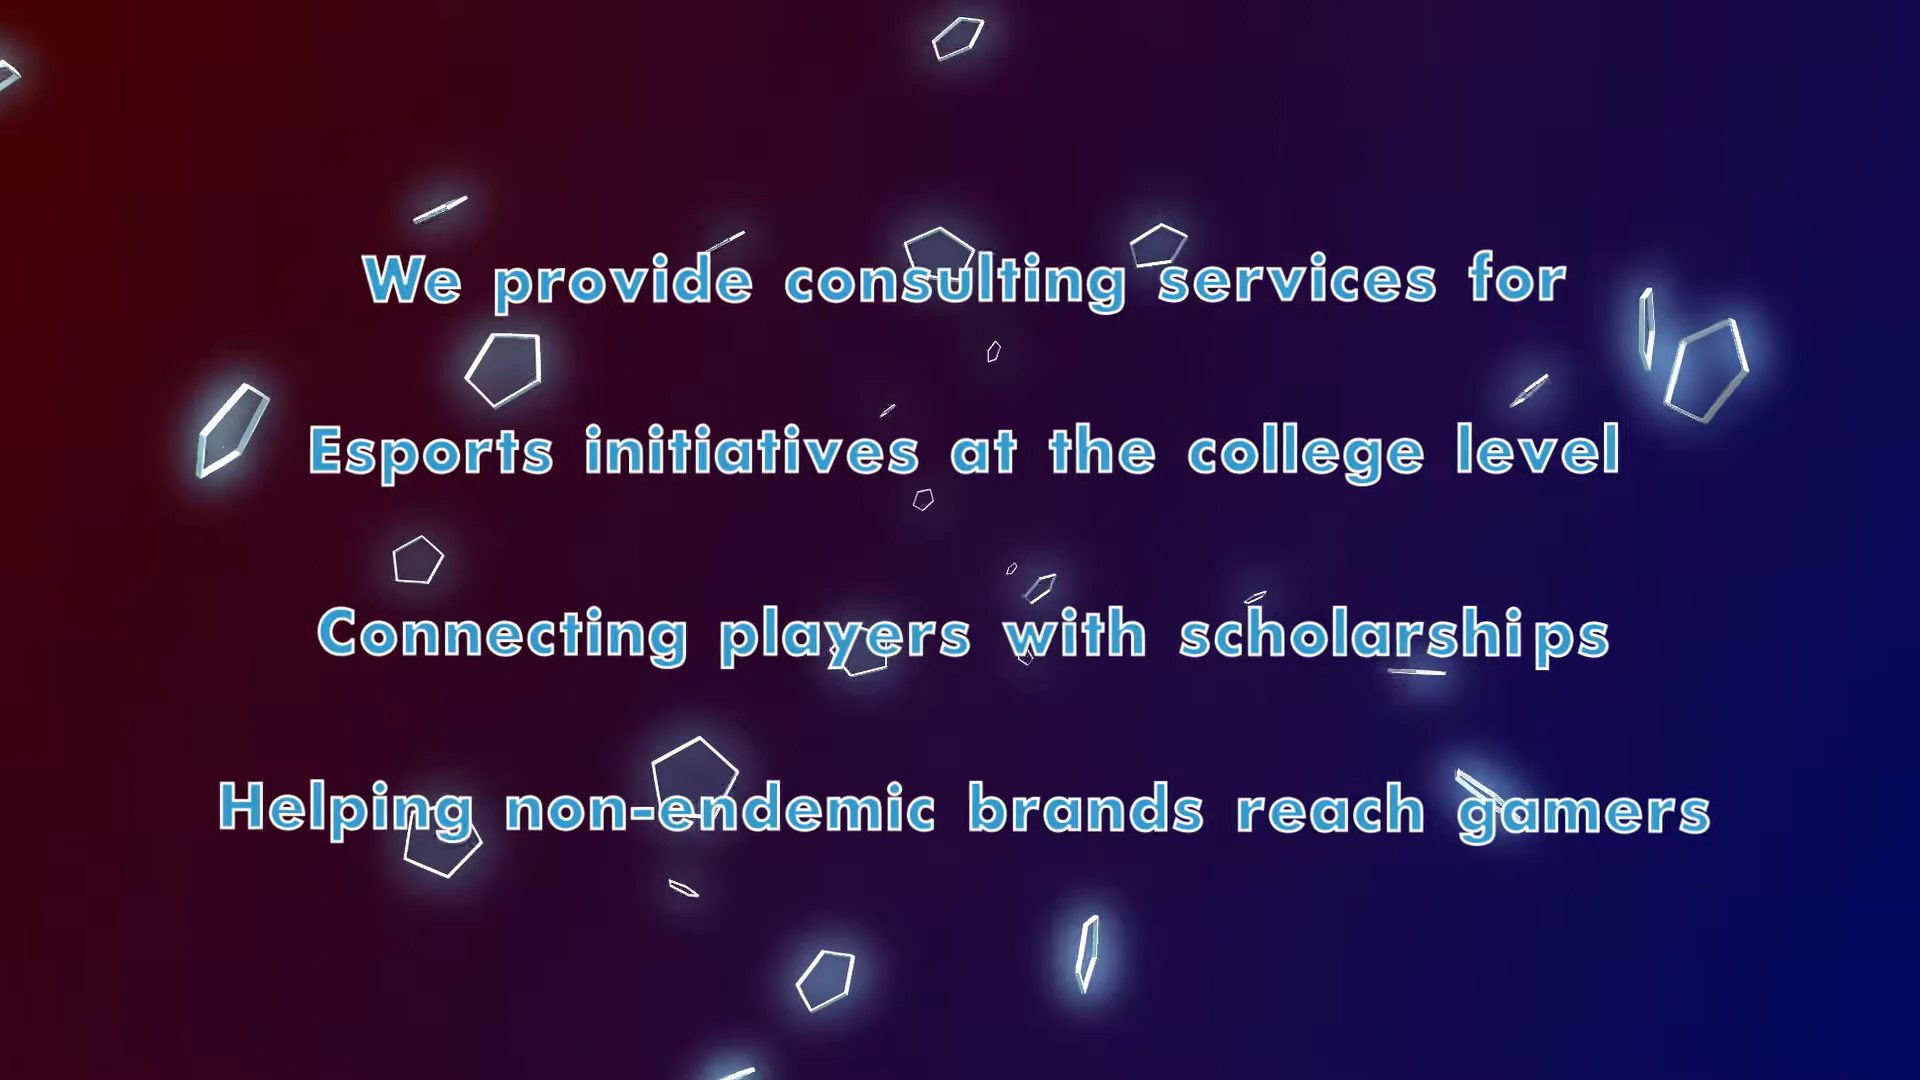 We provide consulting services for
Esports initiatives at the college level
Connecting players with scholarships
Helping non-endemic brands reach gamers